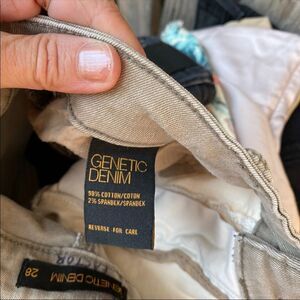 GENETIC
DENIM
98% COTTON/COTON
2% SPANDEX/SPANDEX
REVERSE FOR CARE
GENETIC DENIM
28